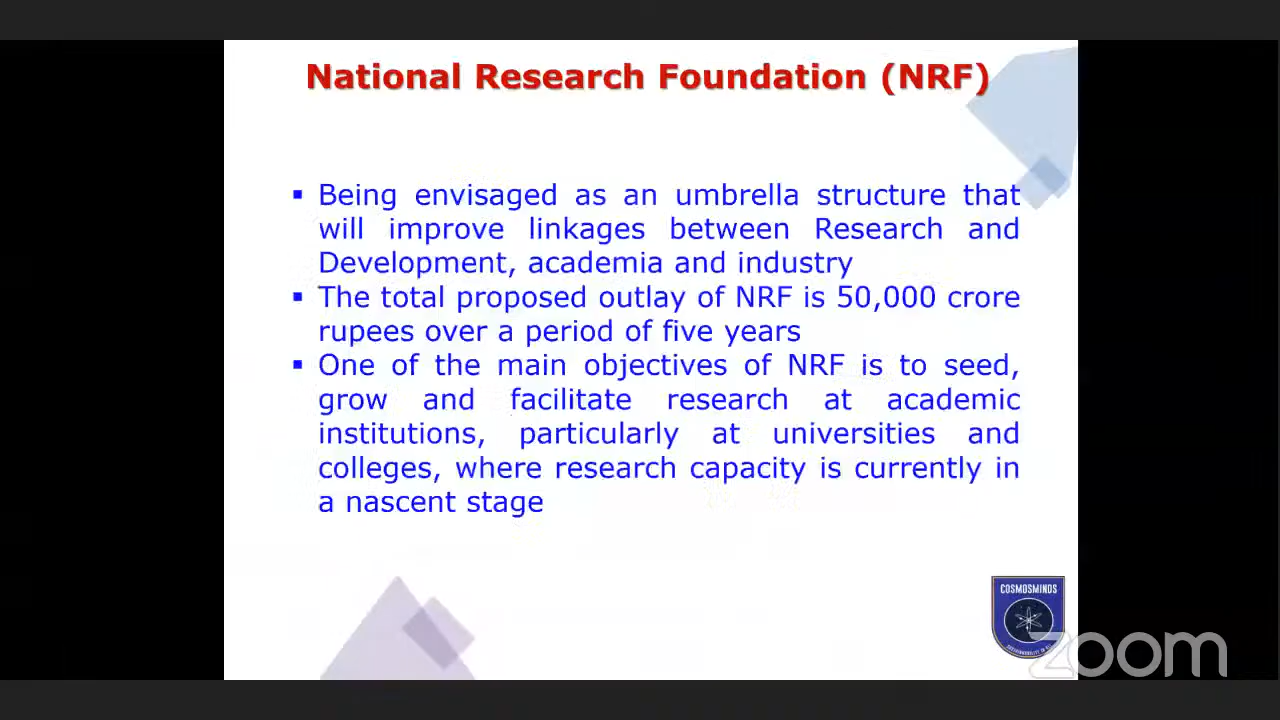 National Research Foundation (NRF)
▪ Being envisaged as an umbrella structure that
will improve linkages between Research and
Development, academia and industry
▪ The total proposed outlay of NRF is 50,000 crore
rupees over a period of five years
▪ One of the main objectives of NRF is to seed,
grow and facilitate research at academic
institutions, particularly at universities and
colleges, where research capacity is currently in
a nascent stage
COSMOSMINDS
zoom